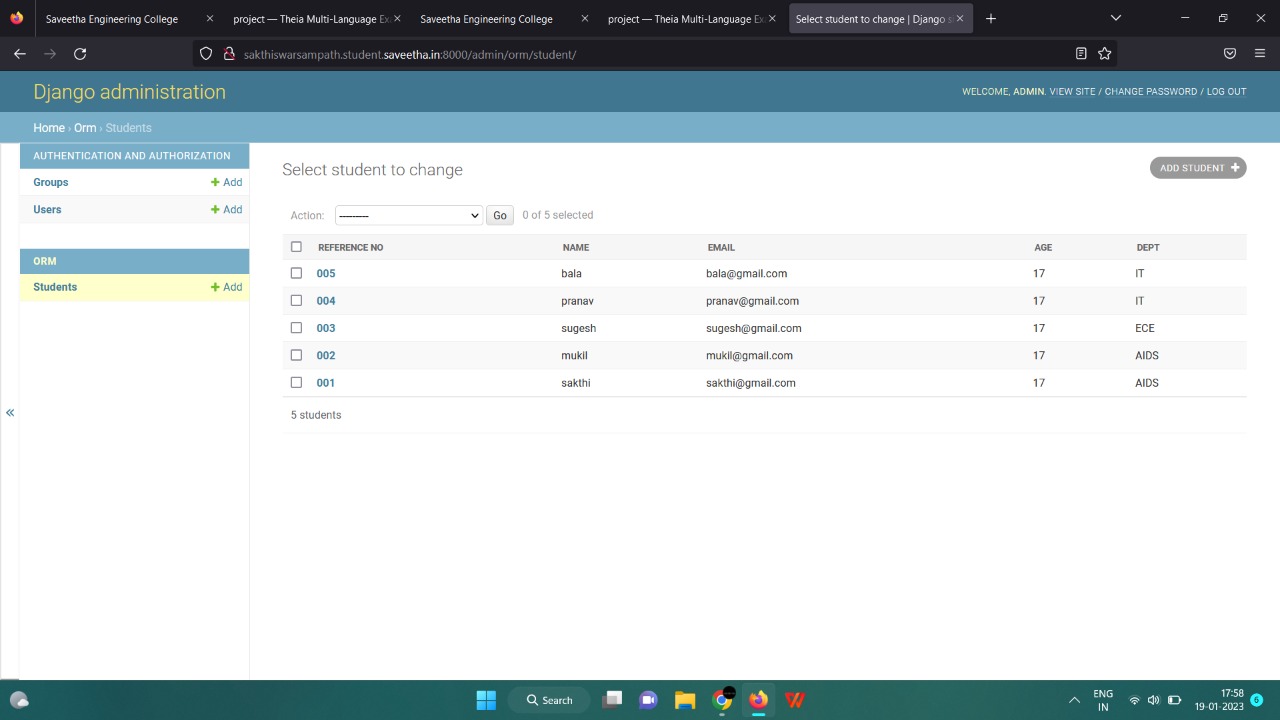 Saveetha Engineering College
project — Theia Multi-Language Ex
Saveetha Engineering College
project — Theia Multi-Language Ex
Select student to change | Django s
sakthiswarsampath.student.saveetha.in:8000/admin/orm/student/
Django administration
WELCOME, ADMIN. VIEW SITE / CHANGE PASSWORD / LOG OUT
Home › Orm › Students
AUTHENTICATION AND AUTHORIZATION
Groups + Add
Users + Add
ORM
Students + Add
Select student to change
ADD STUDENT +
Action: --------- Go 0 of 5 selected
REFERENCE NO NAME EMAIL AGE DEPT
005 bala bala@gmail.com 17 IT
004 pranav pranav@gmail.com 17 IT
003 sugesh sugesh@gmail.com 17 ECE
002 mukil mukil@gmail.com 17 AIDS
001 sakthi sakthi@gmail.com 17 AIDS
5 students
«
Search
ENG
IN
17:58
19-01-2023
6